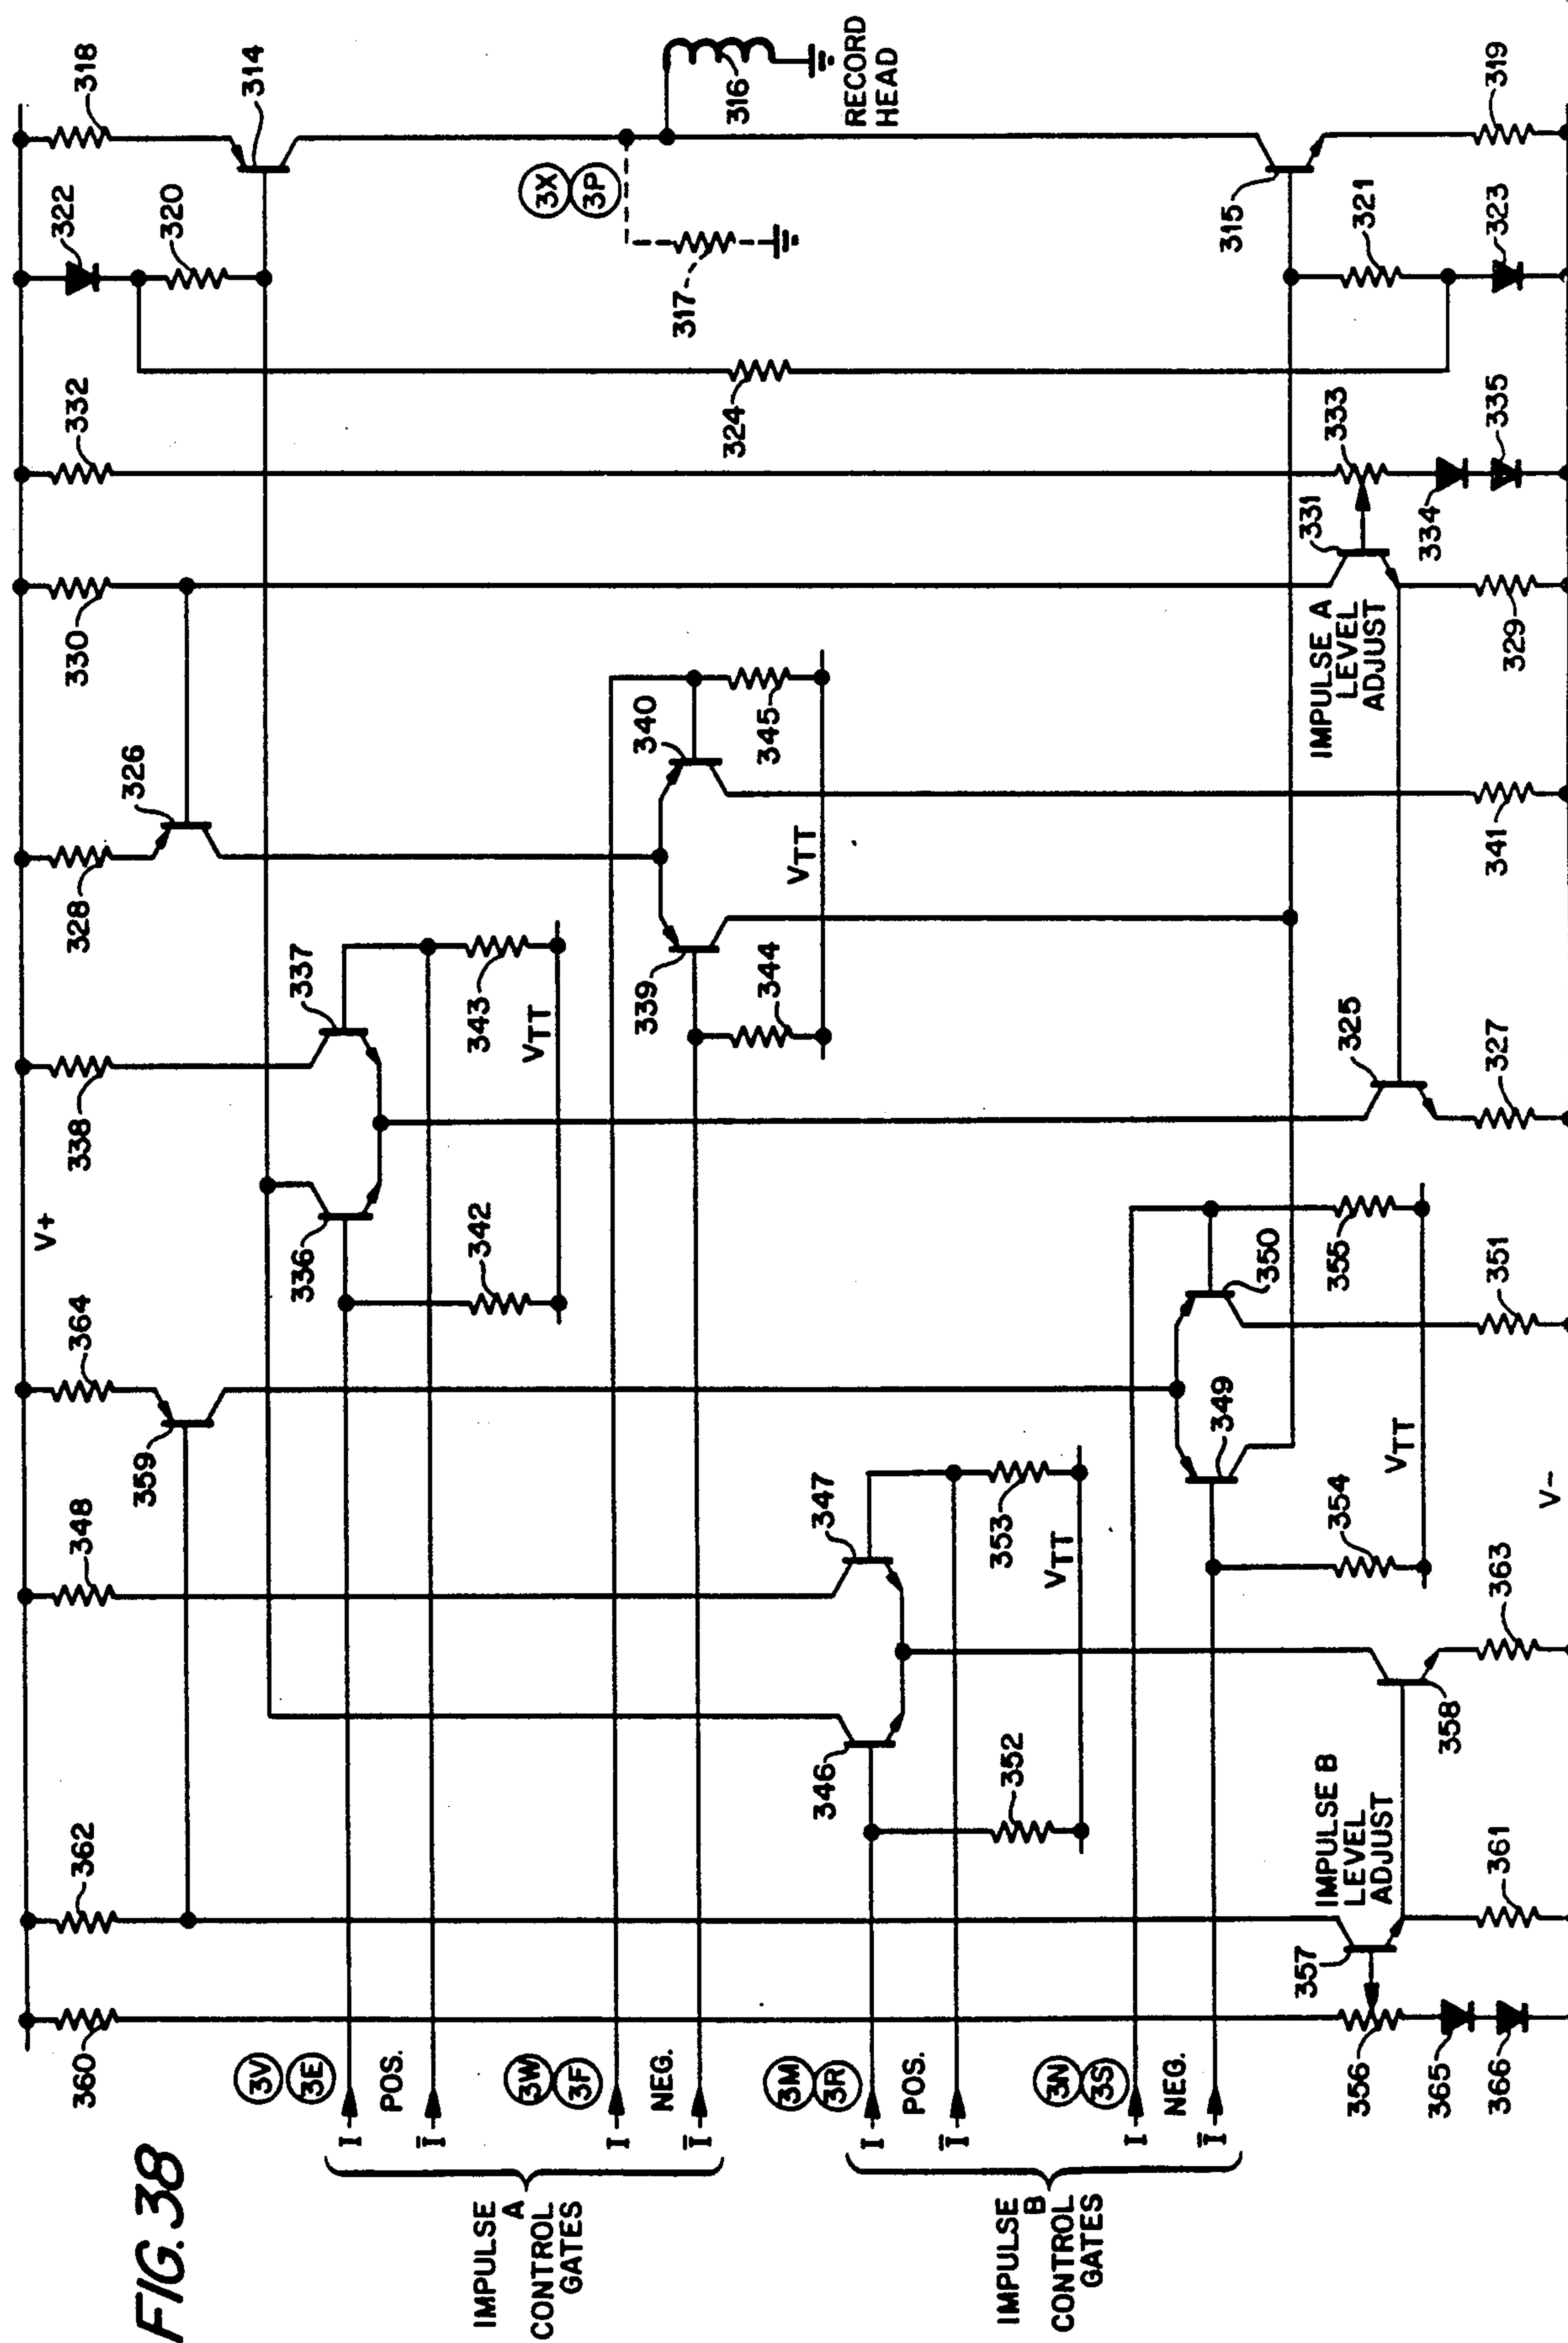 FIG. 38
V+
318
314
322
320
332
330
326
328
337
338
336
364
359
348
362
360
3X
3P
317
316
RECORD
HEAD
324
340
345
VTT
339
344
343
VTT
342
347
353
VTT
346
352
315
321
323
319
333
335
334
331
IMPULSE A
LEVEL
ADJUST
329
341
325
327
350
355
351
349
354
VTT
V-
363
358
IMPULSE B
LEVEL
ADJUST
361
357
356
365
366
IMPULSE
A
CONTROL
GATES
3V
3E
I
POS.
Ī
3W
3F
I
NEG.
Ī
IMPULSE
B
CONTROL
GATES
3M
3R
I
POS.
Ī
3N
3S
I
NEG.
Ī